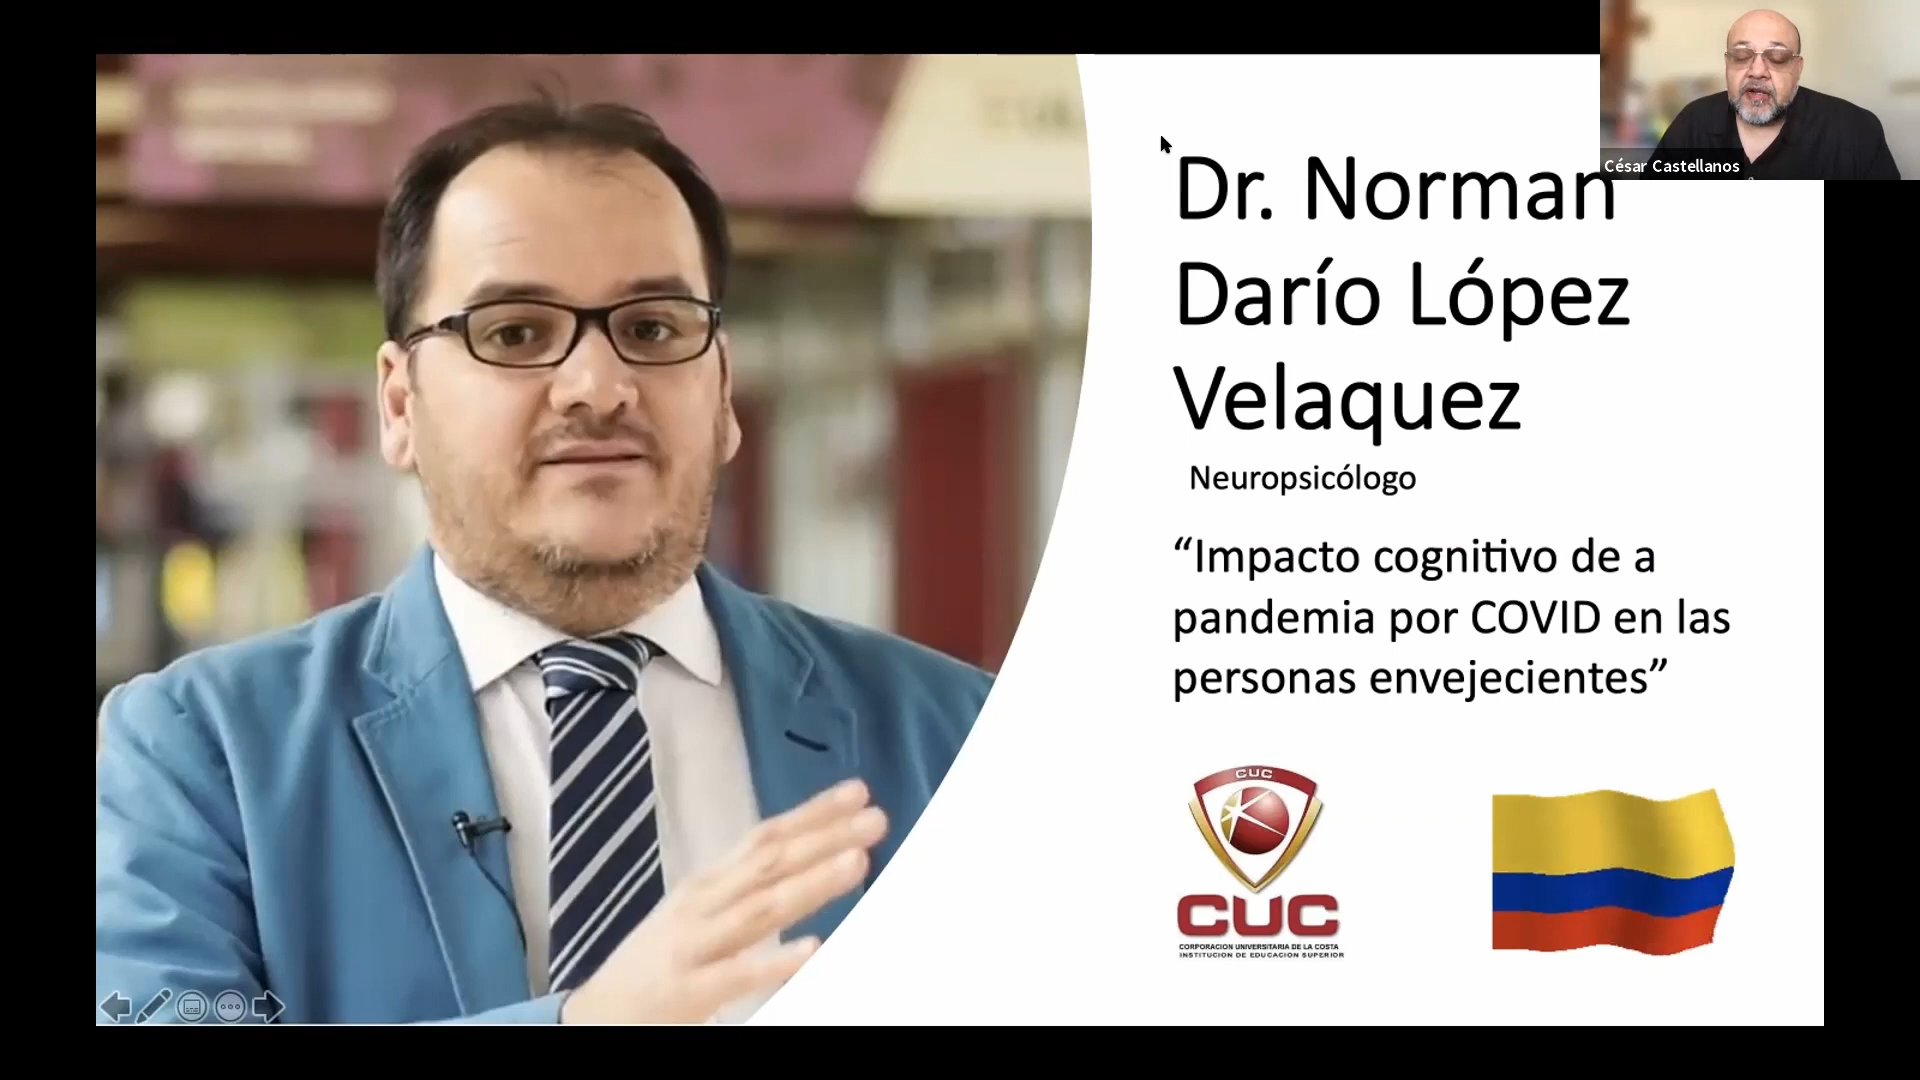 César Castellanos
Dr. Norman
Darío López
Velaquez
Neuropsicólogo
“Impacto cognitivo de a
pandemia por COVID en las
personas envejecientes”
CUC
CUC
CORPORACION UNIVERSITARIA DE LA COSTA
INSTITUCION DE EDUCACION SUPERIOR